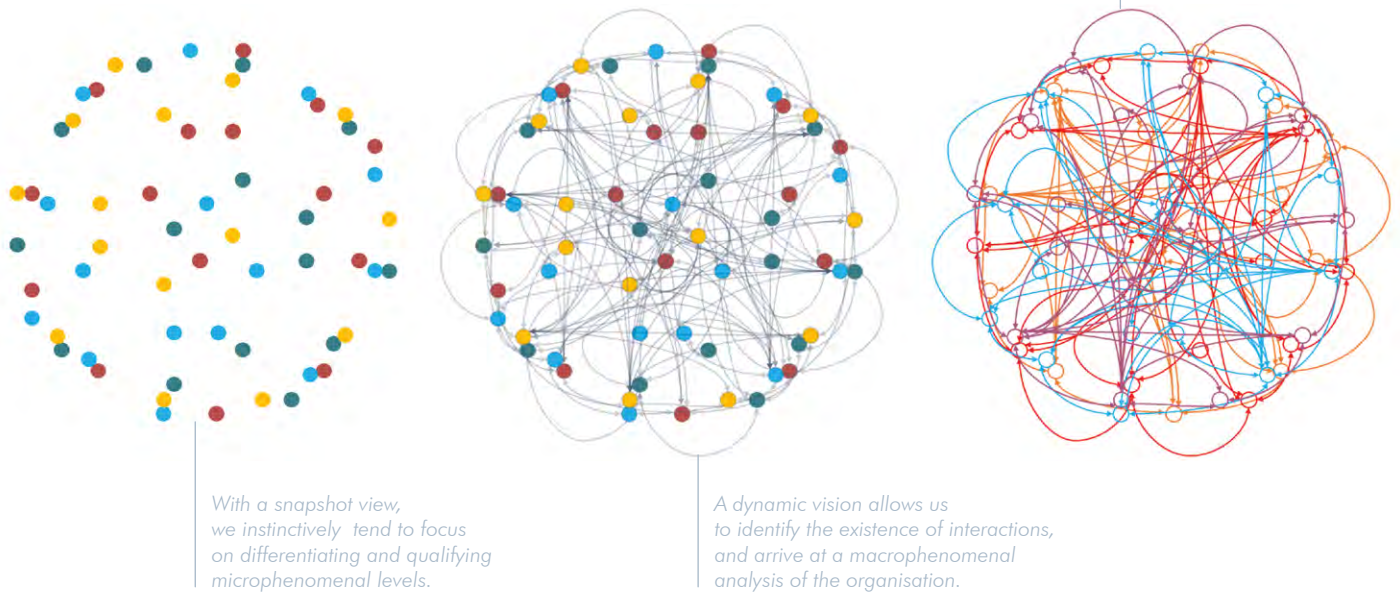 With a snapshot view,
we instinctively tend to focus
on differentiating and qualifying
microphenomenal levels.
A dynamic vision allows us
to identify the existence of interactions,
and arrive at a macrophenomenal
analysis of the organisation.